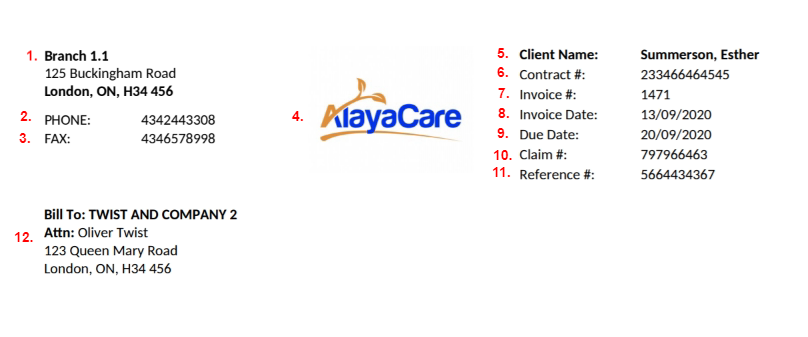 1. Branch 1.1
125 Buckingham Road
London, ON, H34 456
2. PHONE: 4342443308
3. FAX: 4346578998
4. AlayaCare
5. Client Name: Summerson, Esther
6. Contract #: 233466464545
7. Invoice #: 1471
8. Invoice Date: 13/09/2020
9. Due Date: 20/09/2020
10. Claim #: 797966463
11. Reference #: 5664434367
Bill To: TWIST AND COMPANY 2
12. Attn: Oliver Twist
123 Queen Mary Road
London, ON, H34 456